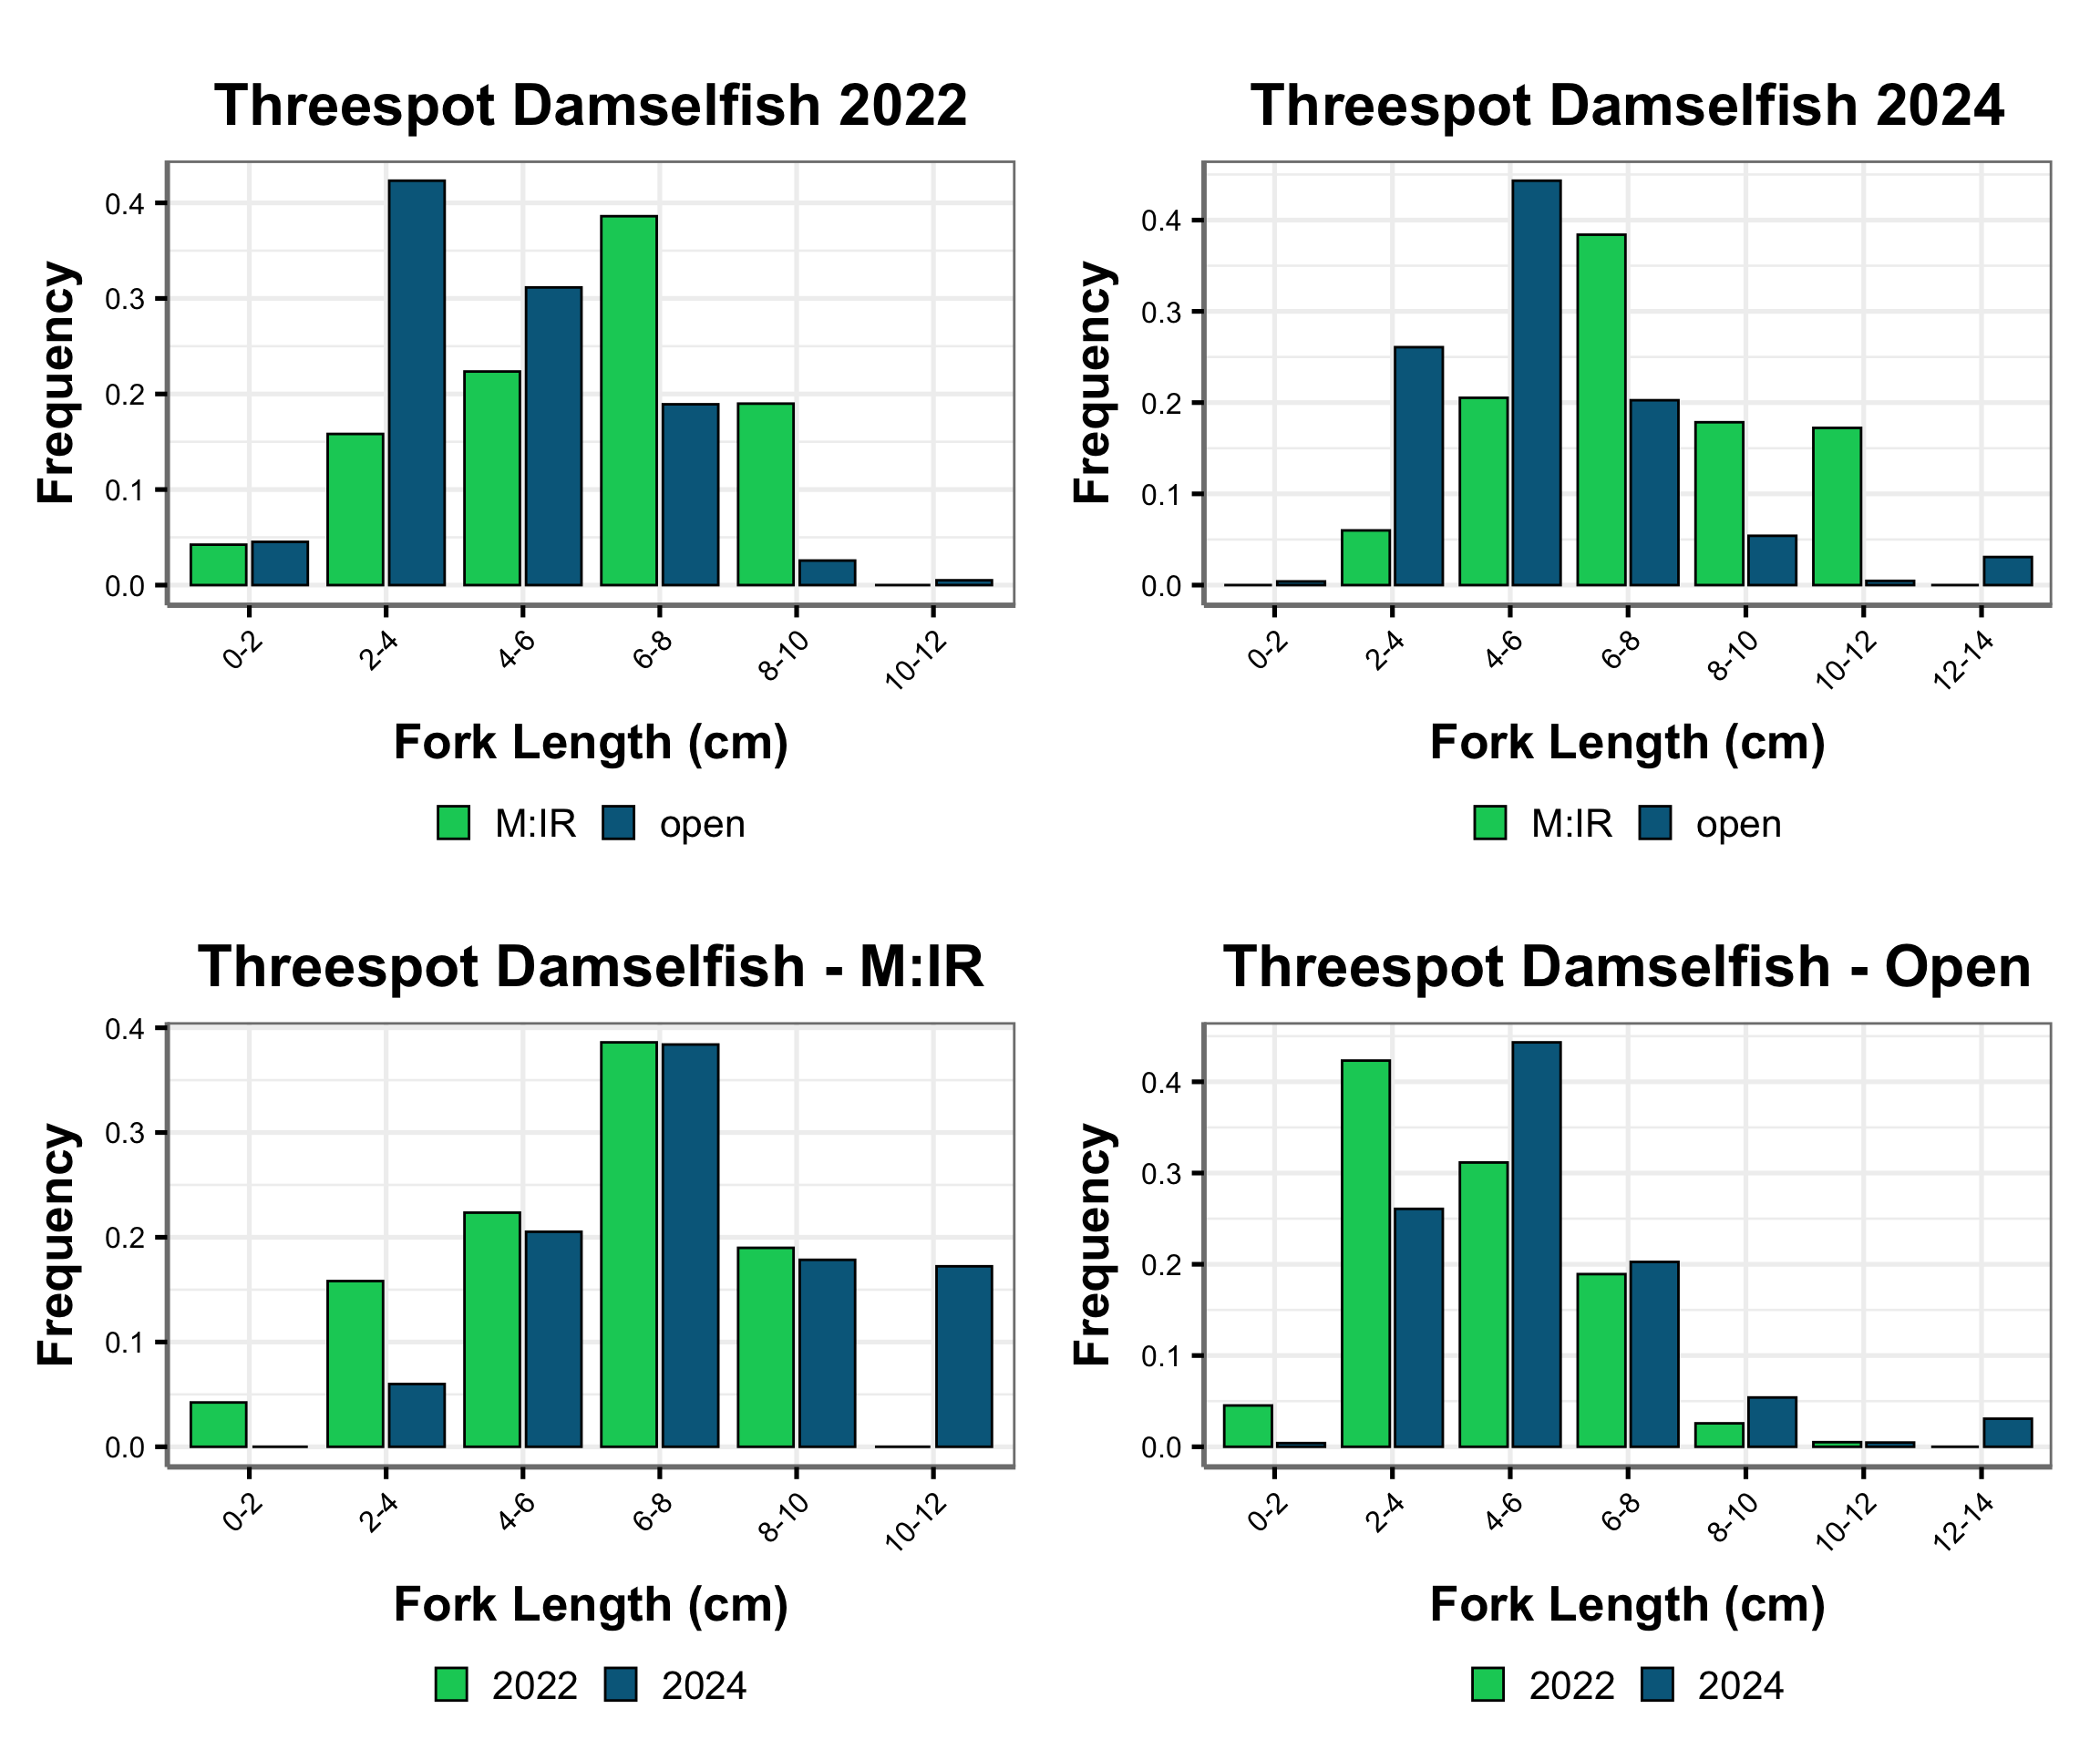 Threespot Damselfish 2022
Frequency
0.4
0.3
0.2
0.1
0.0
0-2 2-4 4-6 6-8 8-10 10-12
Fork Length (cm)
M:IR open
Threespot Damselfish 2024
Frequency
0.4
0.3
0.2
0.1
0.0
0-2 2-4 4-6 6-8 8-10 10-12 12-14
Fork Length (cm)
M:IR open
Threespot Damselfish - M:IR
Frequency
0.4
0.3
0.2
0.1
0.0
0-2 2-4 4-6 6-8 8-10 10-12
Fork Length (cm)
2022 2024
Threespot Damselfish - Open
Frequency
0.4
0.3
0.2
0.1
0.0
0-2 2-4 4-6 6-8 8-10 10-12 12-14
Fork Length (cm)
2022 2024